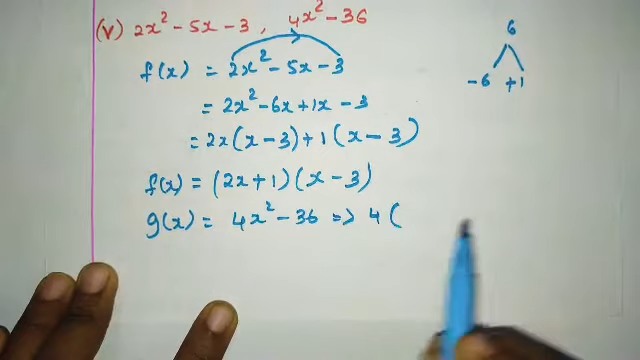 (v) 2x² - 5x - 3 , 4x² - 36
f(x) = 2x² - 5x - 3
= 2x² - 6x + 1x - 3
= 2x(x - 3) + 1(x - 3)
f(x) = (2x + 1)(x - 3)
g(x) = 4x² - 36 => 4(
6
-6 +1